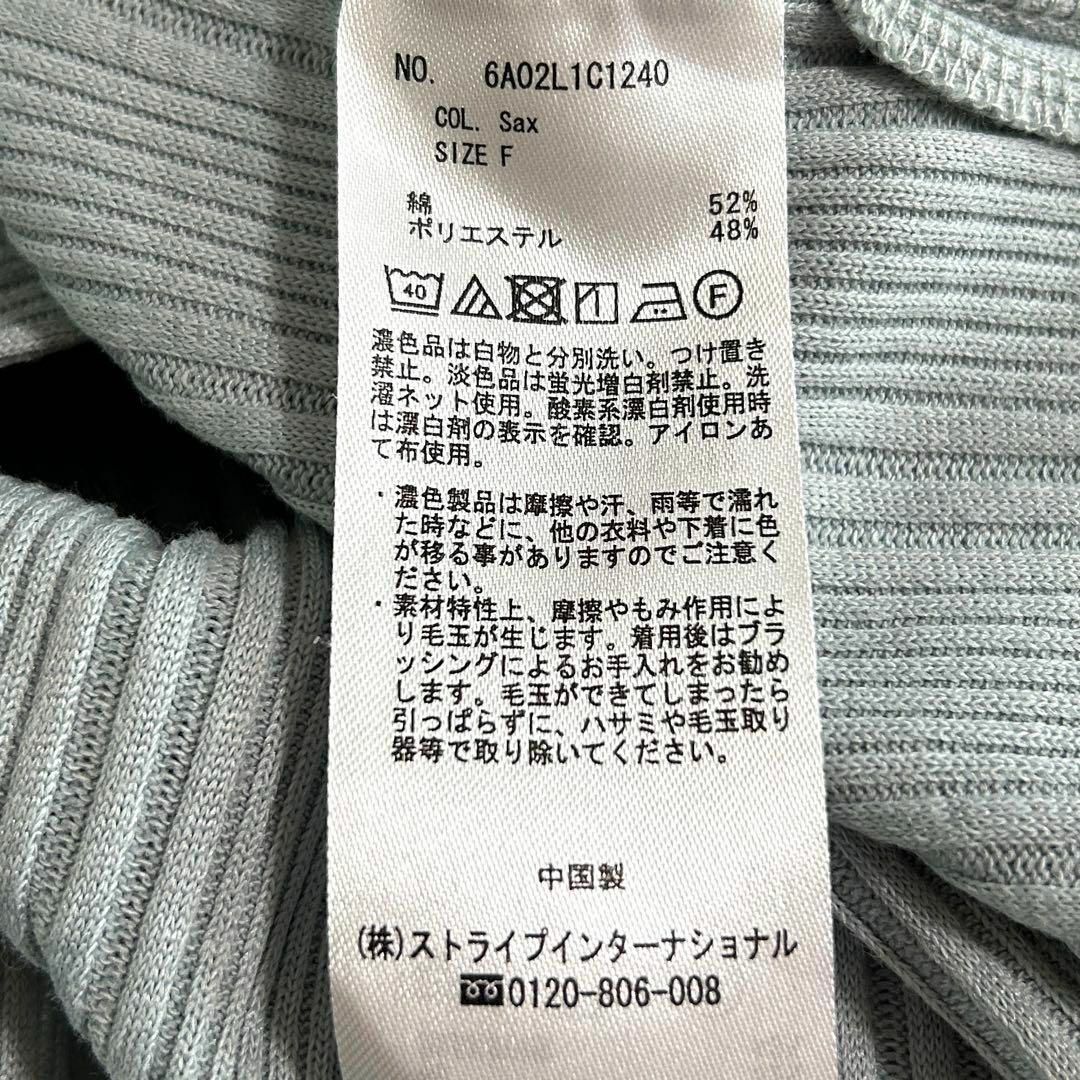 NO. 6A02L1C1240
COL. Sax
SIZE F
綿 52%
ポリエステル 48%
40
F
濃色品は白物と分別洗い。つけ置き
禁止。淡色品は蛍光増白剤禁止。洗
濯ネット使用。酸素系漂白剤使用時
は漂白剤の表示を確認。アイロンあ
て布使用。
・濃色製品は摩擦や汗、雨等で濡れ
た時などに、他の衣料や下着に色
が移る事がありますのでご注意く
ださい。
・素材特性上、摩擦やもみ作用によ
り毛玉が生じます。着用後はブラ
ッシングによるお手入れをお勧め
します。毛玉ができてしまったら
引っぱらずに、ハサミや毛玉取り
器等で取り除いてください。
中国製
(株)ストライプインターナショナル
0120-806-008